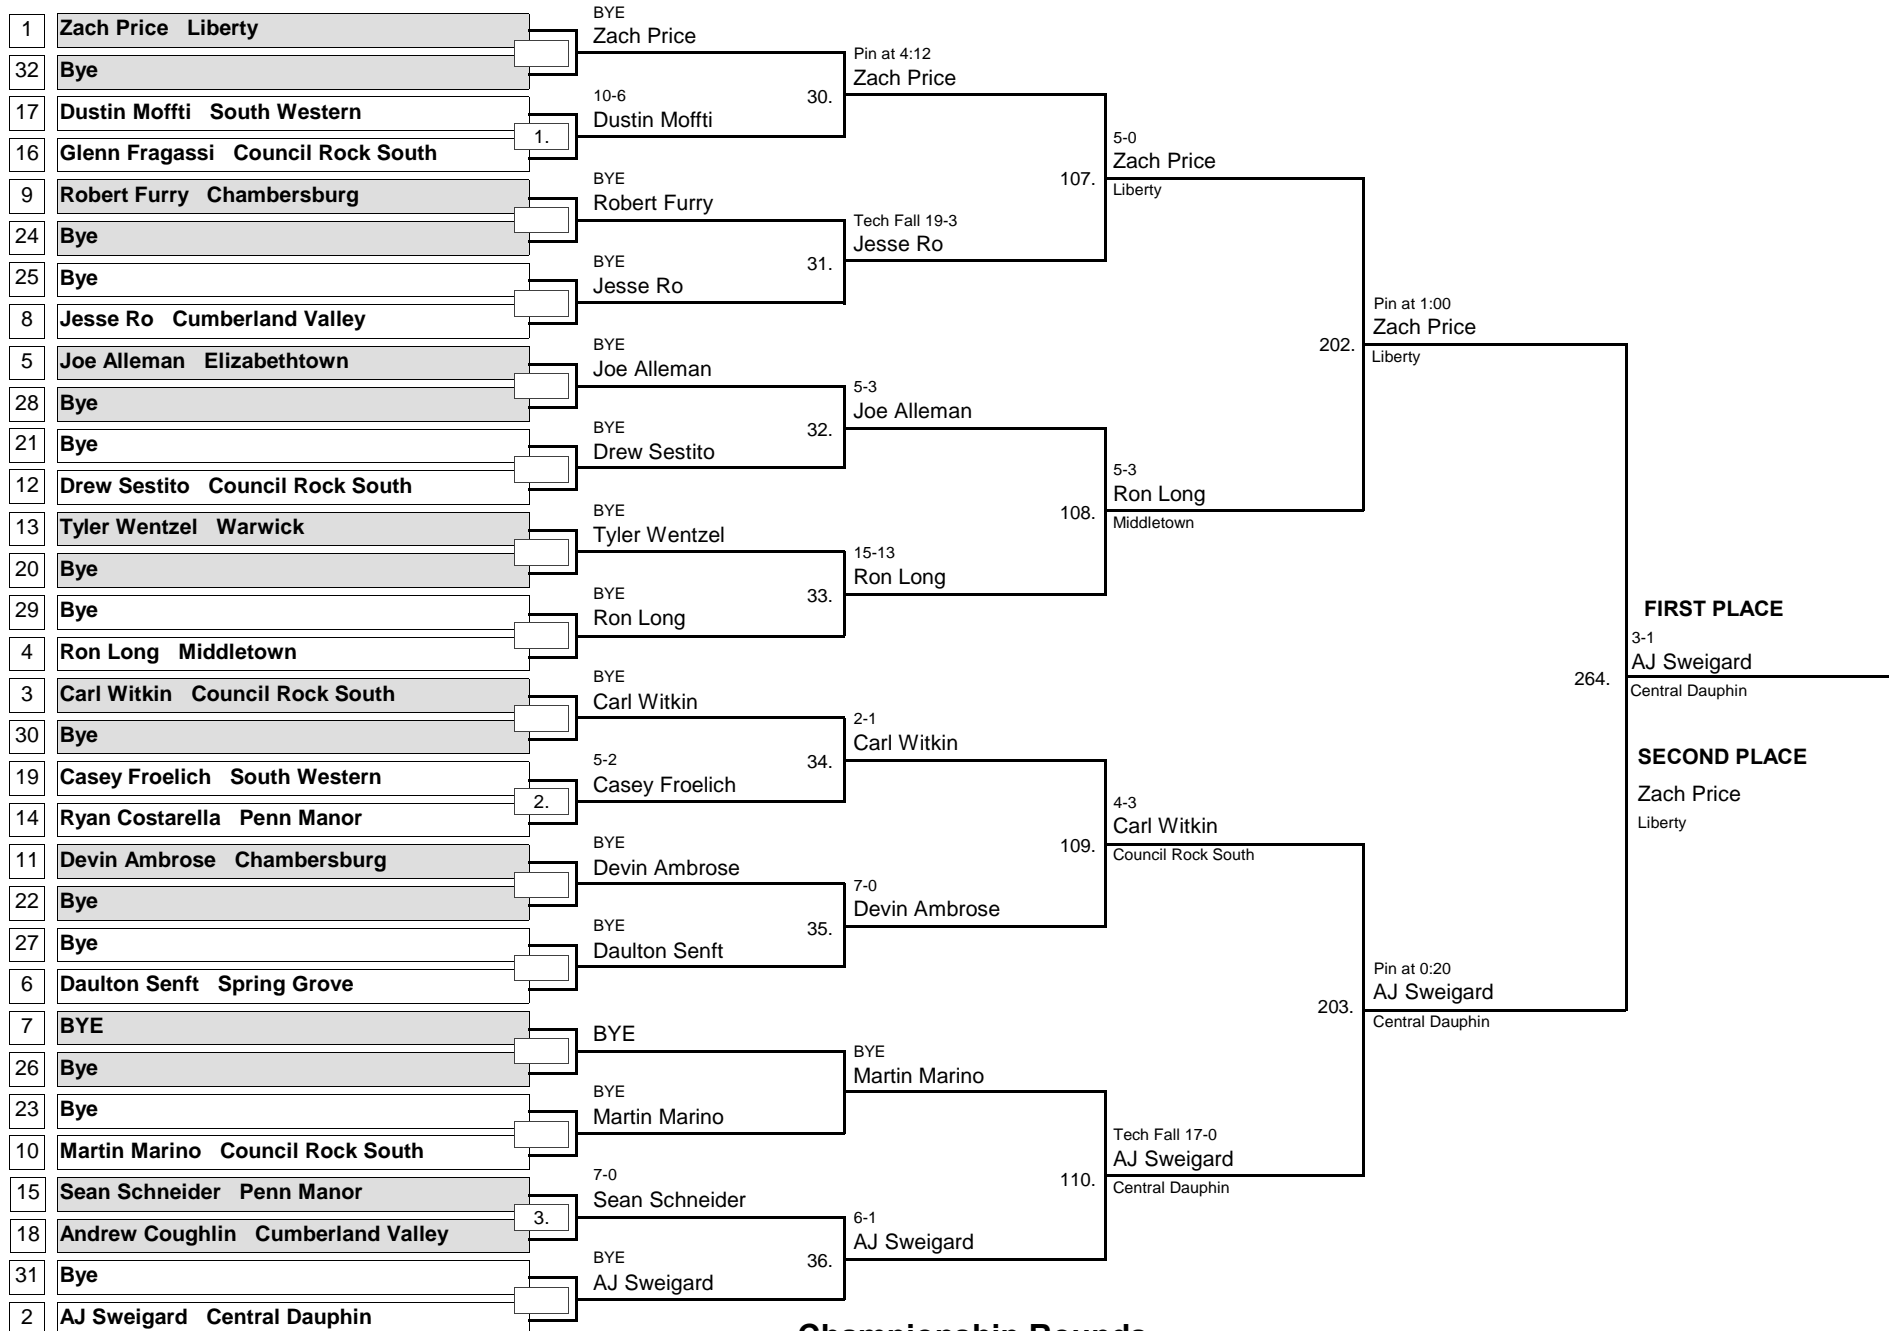 1 Zach Price Liberty
32 Bye
17 Dustin Moffti South Western
1.
16 Glenn Fragassi Council Rock South
9 Robert Furry Chambersburg
24 Bye
25 Bye
8 Jesse Ro Cumberland Valley
5 Joe Alleman Elizabethtown
28 Bye
21 Bye
12 Drew Sestito Council Rock South
13 Tyler Wentzel Warwick
20 Bye
29 Bye
4 Ron Long Middletown
3 Carl Witkin Council Rock South
30 Bye
19 Casey Froelich South Western
2.
14 Ryan Costarella Penn Manor
11 Devin Ambrose Chambersburg
22 Bye
27 Bye
6 Daulton Senft Spring Grove
7 BYE
26 Bye
23 Bye
10 Martin Marino Council Rock South
15 Sean Schneider Penn Manor
3.
18 Andrew Coughlin Cumberland Valley
31 Bye
2 AJ Sweigard Central Dauphin
BYE
Zach Price
10-6
Dustin Moffti
30.
BYE
Robert Furry
BYE
Jesse Ro
31.
BYE
Joe Alleman
BYE
Drew Sestito
32.
BYE
Tyler Wentzel
BYE
Ron Long
33.
BYE
Carl Witkin
5-2
Casey Froelich
34.
BYE
Devin Ambrose
BYE
Daulton Senft
35.
BYE
BYE
Martin Marino
7-0
Sean Schneider
BYE
AJ Sweigard
36.
Pin at 4:12
Zach Price
Tech Fall 19-3
Jesse Ro
107.
5-3
Joe Alleman
15-13
Ron Long
108.
2-1
Carl Witkin
7-0
Devin Ambrose
109.
BYE
Martin Marino
6-1
AJ Sweigard
110.
5-0
Zach Price
Liberty
5-3
Ron Long
Middletown
202.
4-3
Carl Witkin
Council Rock South
Tech Fall 17-0
AJ Sweigard
Central Dauphin
203.
Pin at 1:00
Zach Price
Liberty
Pin at 0:20
AJ Sweigard
Central Dauphin
264.
FIRST PLACE
3-1
AJ Sweigard
Central Dauphin
SECOND PLACE
Zach Price
Liberty
Championship Rounds